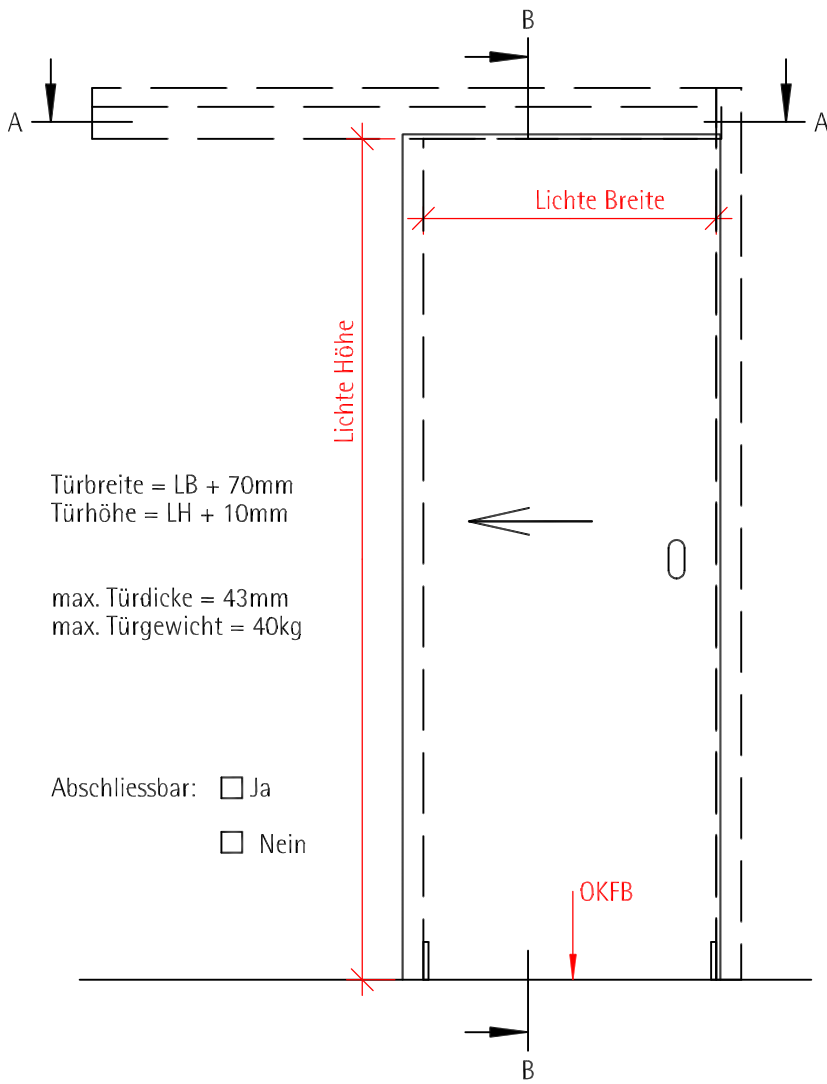 B
A
A
Lichte Breite
Lichte Höhe
Türbreite = LB + 70mm
Türhöhe = LH + 10mm
max. Türdicke = 43mm
max. Türgewicht = 40kg
Abschliessbar: Ja
Nein
OKFB
B